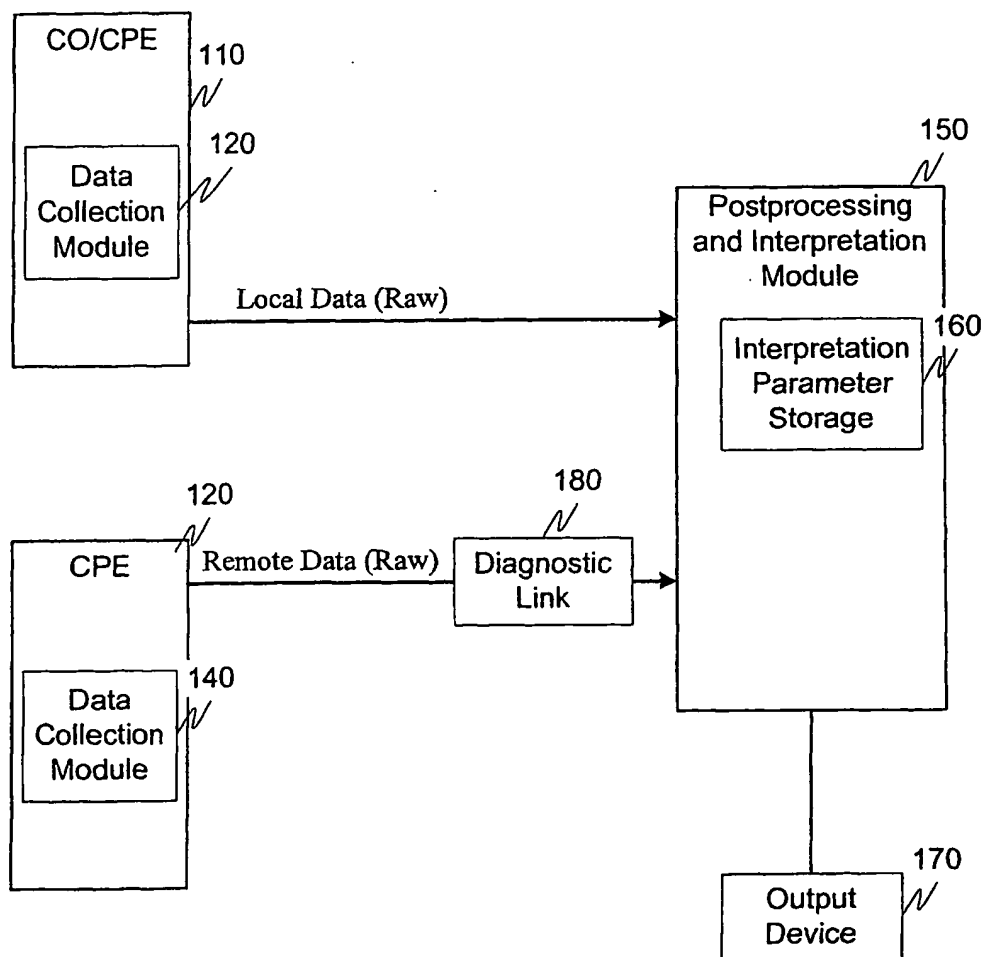 CO/CPE
110
120
Data
Collection
Module
Local Data (Raw)
150
Postprocessing
and Interpretation
Module
160
Interpretation
Parameter
Storage
120
CPE
Remote Data (Raw)
180
Diagnostic
Link
140
Data
Collection
Module
170
Output
Device